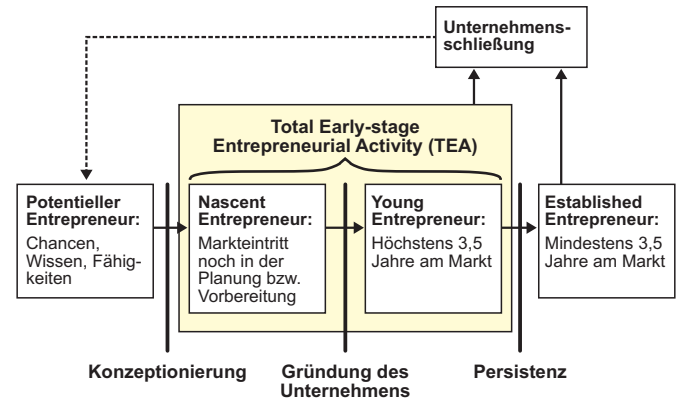 Unternehmens-
schließung
Total Early-stage
Entrepreneurial Activity (TEA)
Potentieller
Entrepreneur:
Chancen,
Wissen, Fähig-
keiten
Nascent
Entrepreneur:
Markteintritt
noch in der
Planung bzw.
Vorbereitung
Young
Entrepreneur:
Höchstens 3,5
Jahre am Markt
Established
Entrepreneur:
Mindestens 3,5
Jahre am Markt
Konzeptionierung
Gründung des
Unternehmens
Persistenz